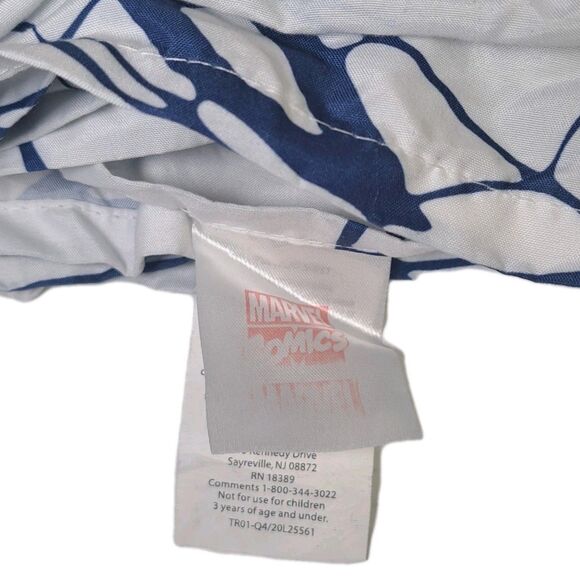 MARVEL
COMICS
MARVEL
Kennedy Drive
Sayreville, NJ 08872
RN 18389
Comments 1-800-344-3022
Not for use for children
3 years of age and under.
TR01-Q4/20L25561